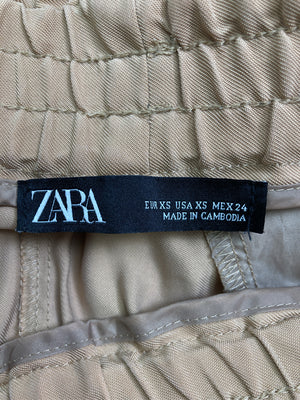 ZARA
EUR XS USA XS MEX 24
MADE IN CAMBODIA